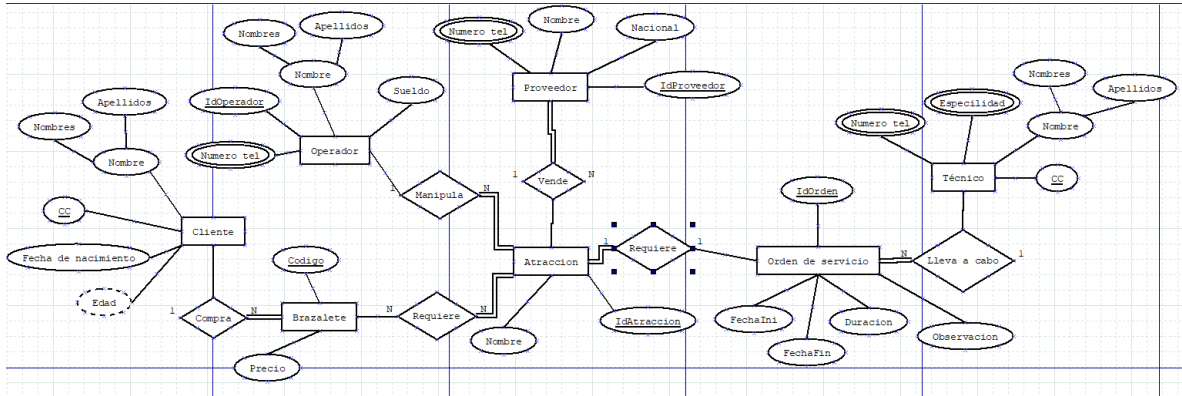 Nombres
Apellidos
Nombre
IdOperador
Sueldo
Numero tel
Operador
Numero tel
Nombre
Nacional
Proveedor
IdProveedor
1 Vende N
Nombres
Apellidos
Especilidad
Numero tel
Nombre
Técnico
CC
Apellidos
Nombres
Nombre
CC
Cliente
Fecha de nacimiento
Edad
1 Compra N
Codigo
Brazalete
Precio
N Requiere N
1 Manipula N
Atraccion
Nombre
IdAtraccion
1 Requiere 1
IdOrden
Orden de servicio
N Lleva a cabo 1
FechaIni
Duracion
FechaFin
Observacion